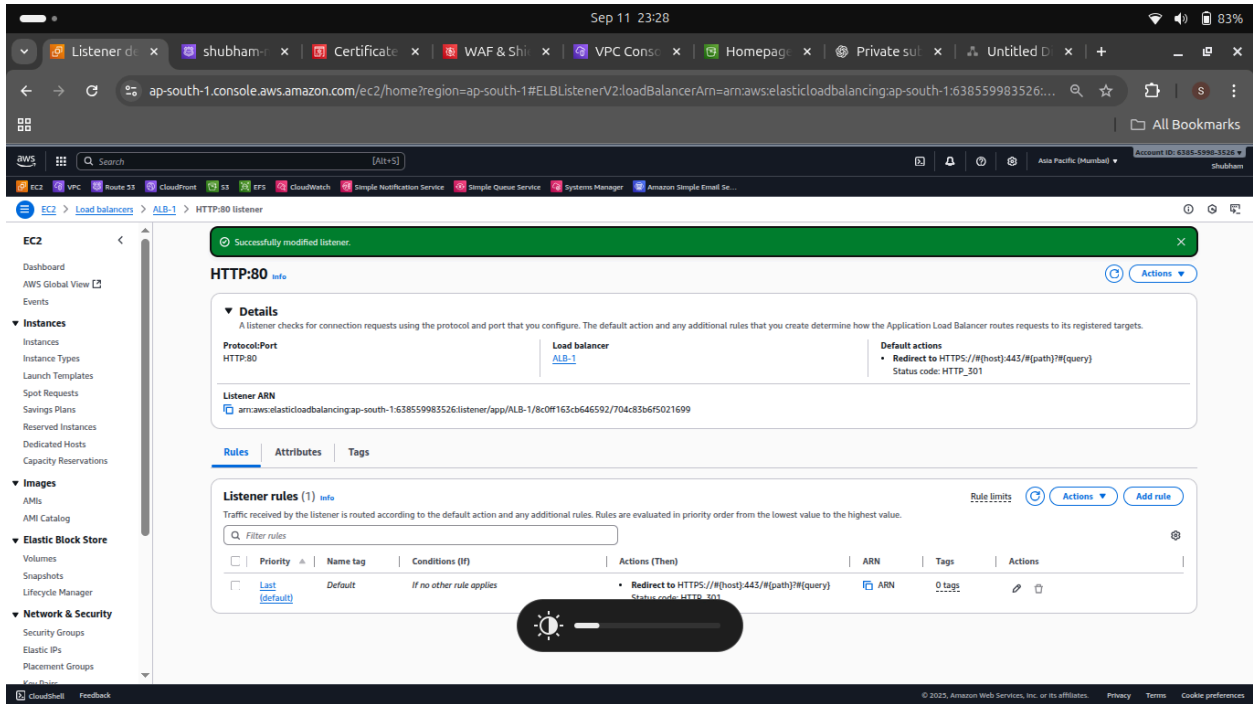 Sep 11 23:28
83%
Listener de
shubham-r
Certificate
WAF & Shie
VPC Conso
Homepage
Private sub
Untitled D
ap-south-1.console.aws.amazon.com/ec2/home?region=ap-south-1#ELBListenerV2:loadBalancerArn=arn:aws:elasticloadbalancing:ap-south-1:638559983526:...
S
All Bookmarks
aws
Search
[Alt+S]
Asia Pacific (Mumbai)
Account ID: 6385-5998-3526
Shubham
EC2
VPC
Route 53
CloudFront
S3
EFS
CloudWatch
Simple Notification Service
Simple Queue Service
Systems Manager
Amazon Simple Email Se...
EC2 > Load balancers > ALB-1 > HTTP:80 listener
EC2
Dashboard
AWS Global View
Events
Instances
Instances
Instance Types
Launch Templates
Spot Requests
Savings Plans
Reserved Instances
Dedicated Hosts
Capacity Reservations
Images
AMIs
AMI Catalog
Elastic Block Store
Volumes
Snapshots
Lifecycle Manager
Network & Security
Security Groups
Elastic IPs
Placement Groups
Key Pairs
Successfully modified listener.
HTTP:80 Info
Actions
Details
A listener checks for connection requests using the protocol and port that you configure. The default action and any additional rules that you create determine how the Application Load Balancer routes requests to its registered targets.
Protocol:Port
HTTP:80
Load balancer
ALB-1
Default actions
Redirect to HTTPS://#{host}:443/#{path}?#{query}
Status code: HTTP_301
Listener ARN
arn:aws:elasticloadbalancing:ap-south-1:638559983526:listener/app/ALB-1/8c0ff163cb646592/704c83b6f5021699
Rules
Attributes
Tags
Listener rules (1) Info
Rule limits
Actions
Add rule
Traffic received by the listener is routed according to the default action and any additional rules. Rules are evaluated in priority order from the lowest value to the highest value.
Filter rules
Priority
Name tag
Conditions (If)
Actions (Then)
ARN
Tags
Actions
Last
(default)
Default
If no other rule applies
Redirect to HTTPS://#{host}:443/#{path}?#{query}
Status code: HTTP_301
ARN
0 tags
CloudShell
Feedback
© 2025, Amazon Web Services, Inc. or its affiliates.
Privacy
Terms
Cookie preferences